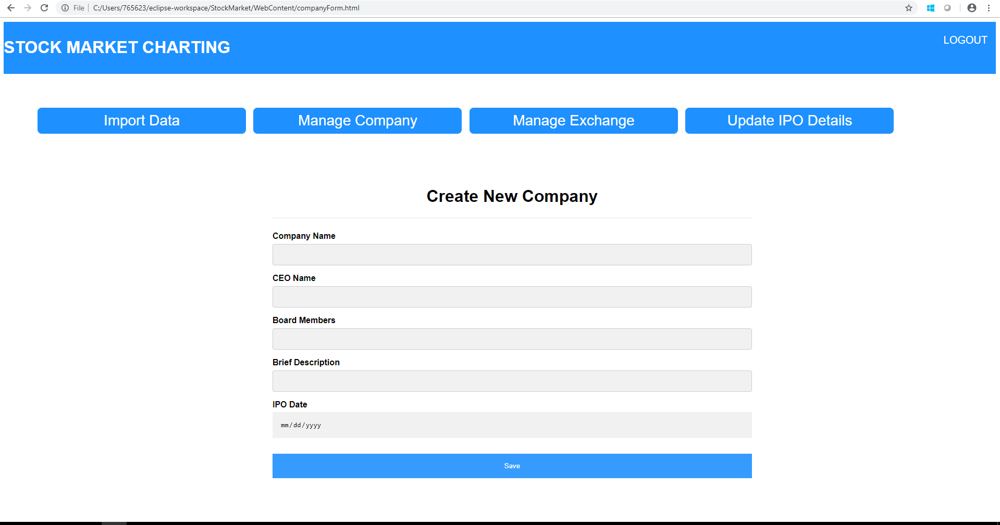 File C:/Users/765623/eclipse-workspace/StockMarket/WebContent/companyForm.html
STOCK MARKET CHARTING
LOGOUT
Import Data Manage Company Manage Exchange Update IPO Details
Create New Company
Company Name
CEO Name
Board Members
Brief Description
IPO Date
mm/dd/yyyy
Save